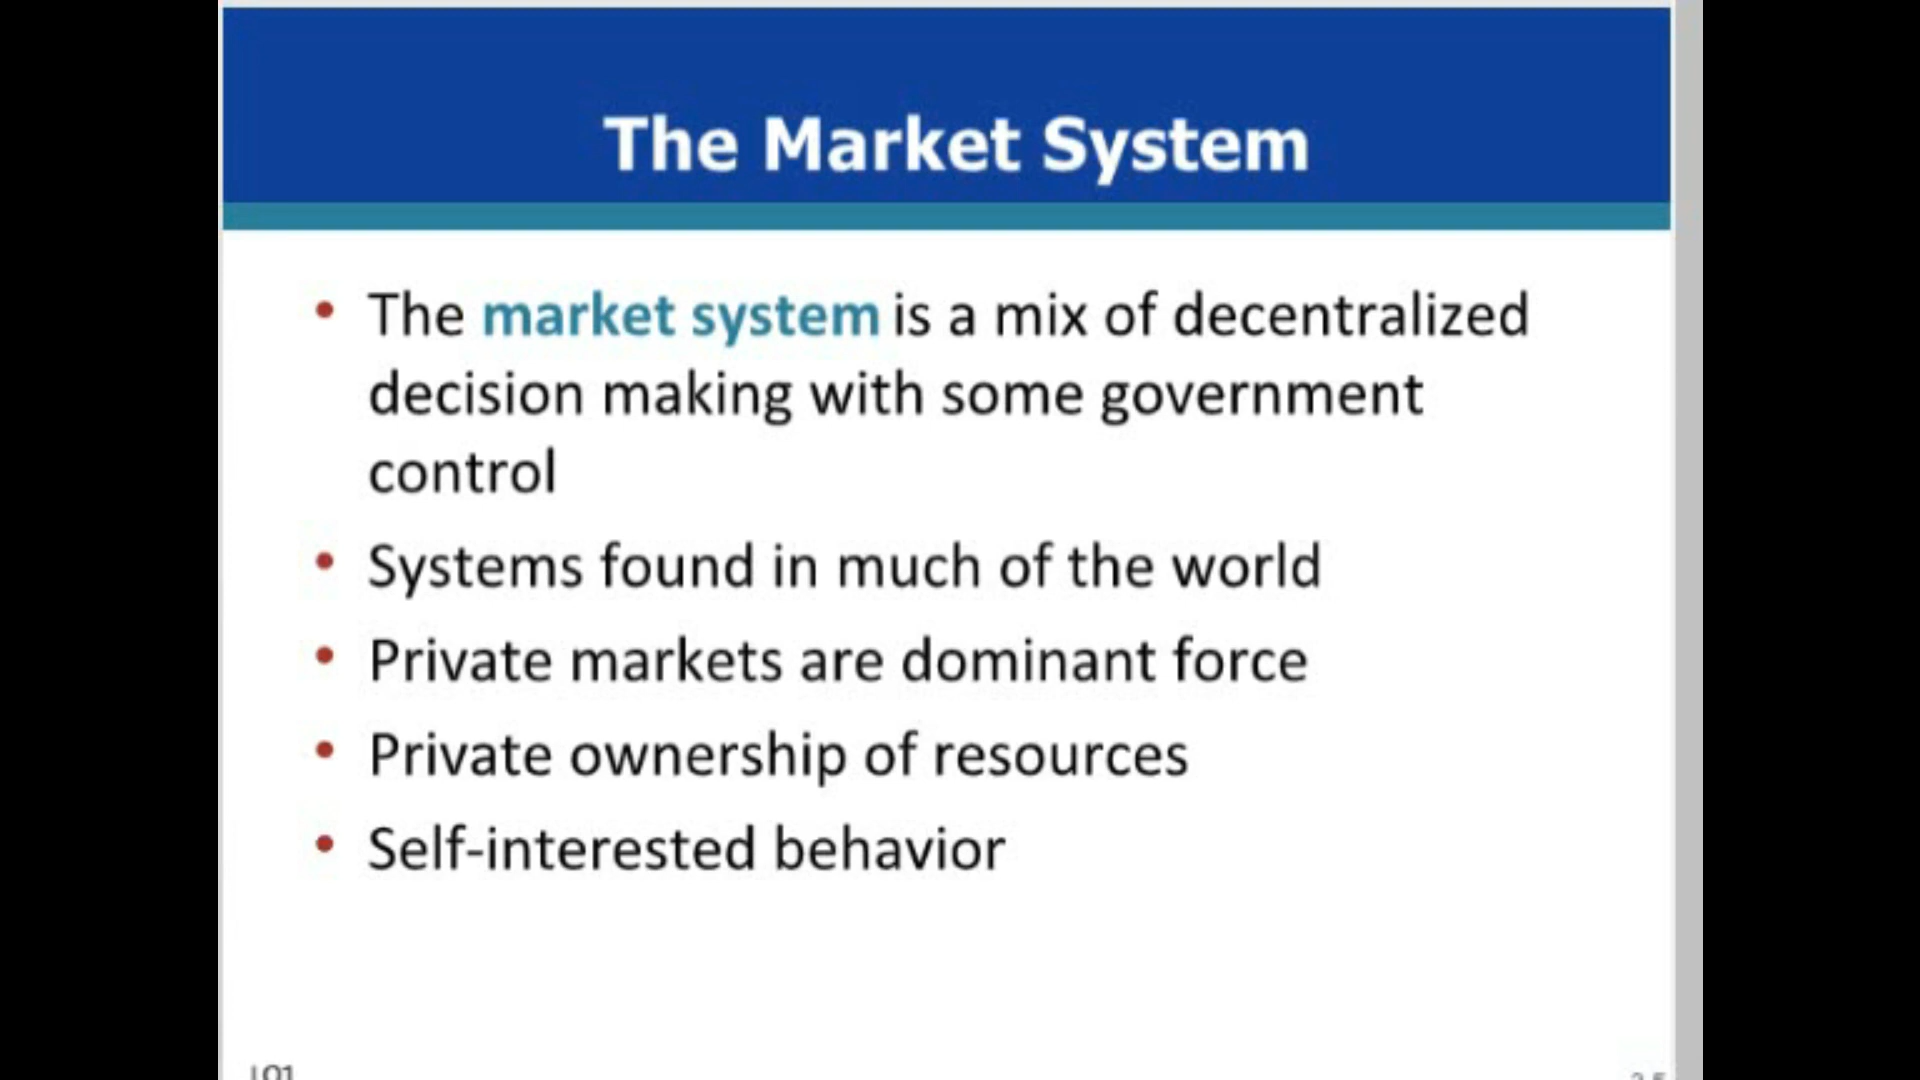 The Market System
• The market system is a mix of decentralized
decision making with some government
control
• Systems found in much of the world
• Private markets are dominant force
• Private ownership of resources
• Self-interested behavior
LO1